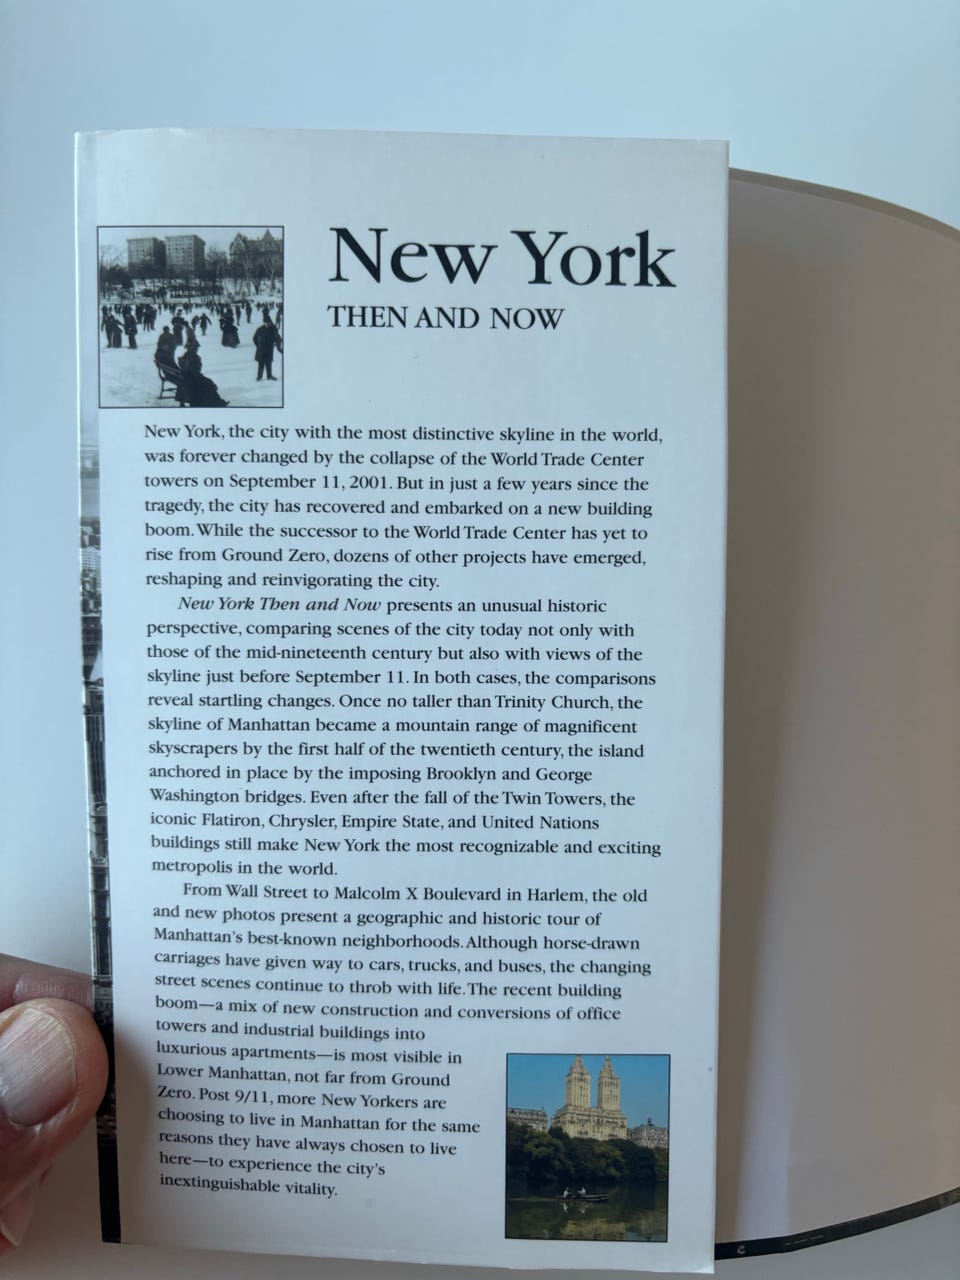 New York
THEN AND NOW
New York, the city with the most distinctive skyline in the world,
was forever changed by the collapse of the World Trade Center
towers on September 11, 2001. But in just a few years since the
tragedy, the city has recovered and embarked on a new building
boom. While the successor to the World Trade Center has yet to
rise from Ground Zero, dozens of other projects have emerged,
reshaping and reinvigorating the city.
New York Then and Now presents an unusual historic
perspective, comparing scenes of the city today not only with
those of the mid-nineteenth century but also with views of the
skyline just before September 11. In both cases, the comparisons
reveal startling changes. Once no taller than Trinity Church, the
skyline of Manhattan became a mountain range of magnificent
skyscrapers by the first half of the twentieth century, the island
anchored in place by the imposing Brooklyn and George
Washington bridges. Even after the fall of the Twin Towers, the
iconic Flatiron, Chrysler, Empire State, and United Nations
buildings still make New York the most recognizable and exciting
metropolis in the world.
From Wall Street to Malcolm X Boulevard in Harlem, the old
and new photos present a geographic and historic tour of
Manhattan's best-known neighborhoods. Although horse-drawn
carriages have given way to cars, trucks, and buses, the changing
street scenes continue to throb with life. The recent building
boom—a mix of new construction and conversions of office
towers and industrial buildings into
luxurious apartments—is most visible in
Lower Manhattan, not far from Ground
Zero. Post 9/11, more New Yorkers are
choosing to live in Manhattan for the same
reasons they have always chosen to live
here—to experience the city's
inextinguishable vitality.